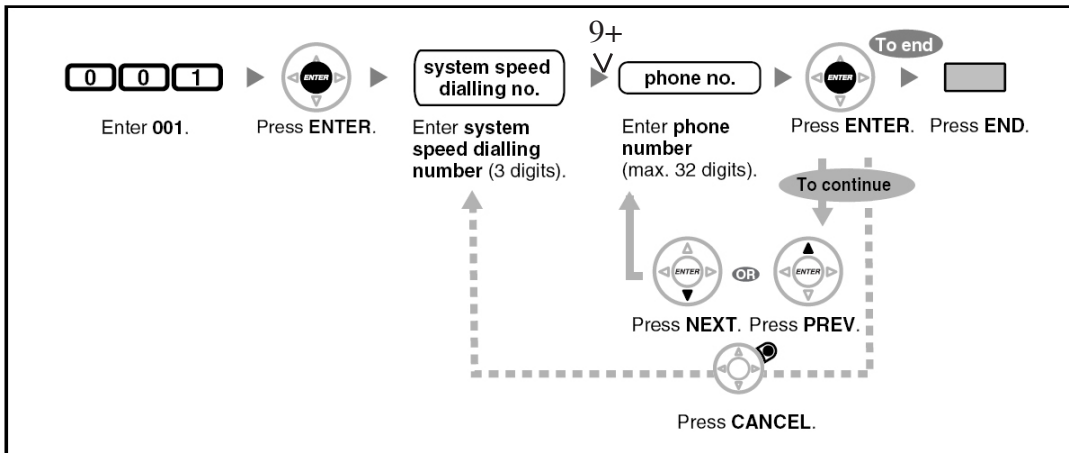 9+
To end
0 0 1
ENTER
system speed
dialling no.
phone no.
ENTER
Enter 001.
Press ENTER.
Enter system
speed dialling
number (3 digits).
Enter phone
number
(max. 32 digits).
Press ENTER.
Press END.
To continue
ENTER
OR
ENTER
Press NEXT.
Press PREV.
Press CANCEL.